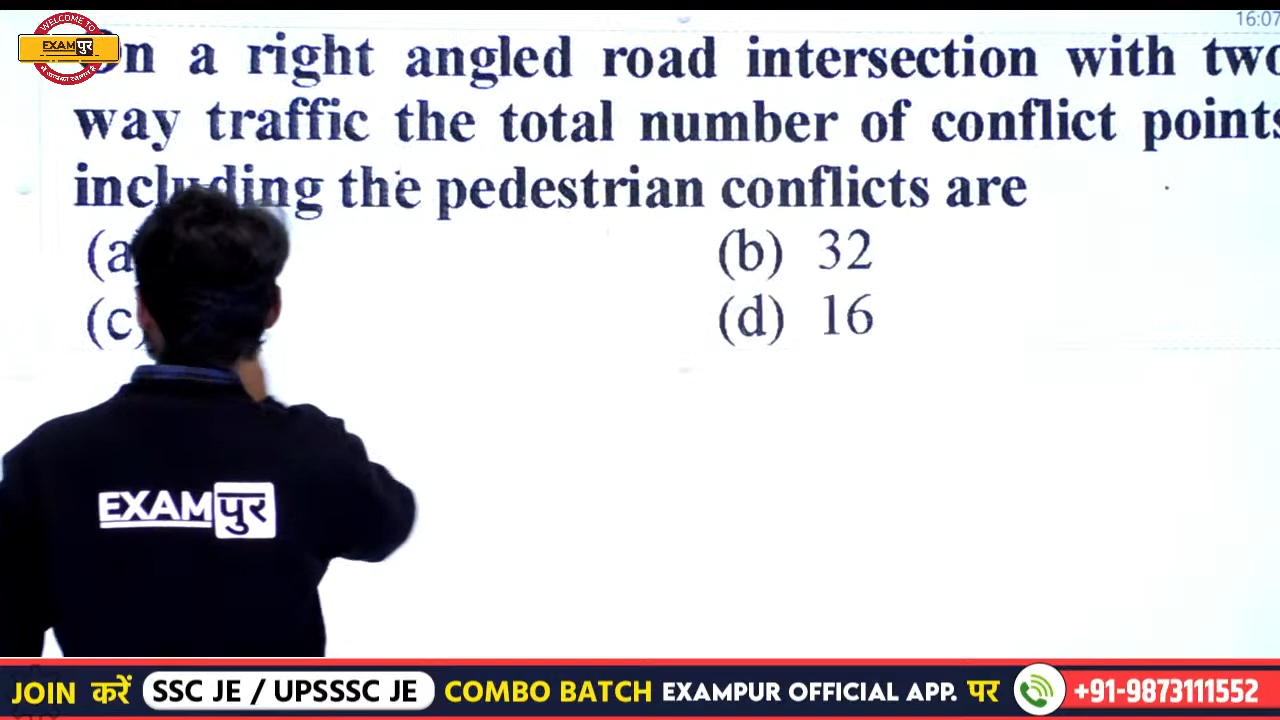 16:07
WELCOME TO
EXAMपुर
On a right angled road intersection with two
way traffic the total number of conflict points
including the pedestrian conflicts are
(a
(b) 32
(c)
(d) 16
EXAMपुर
JOIN करें SSC JE / UPSSSC JE COMBO BATCH EXAMPUR OFFICIAL APP. पर +91-9873111552